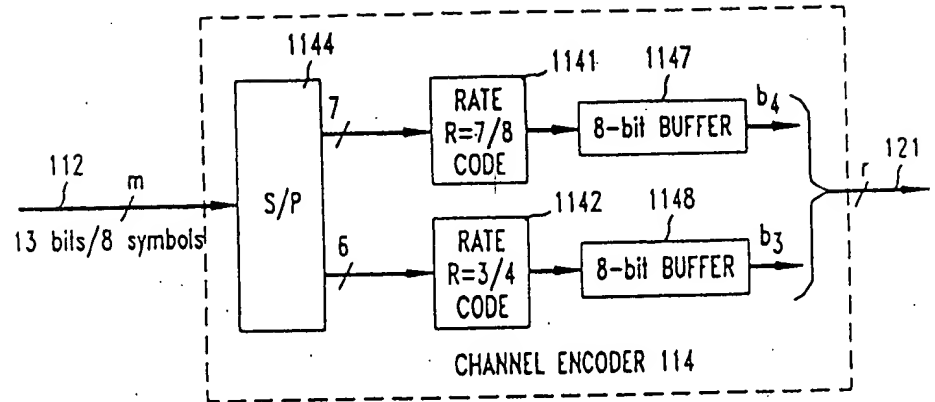 1144
1141
1147
7
RATE
R=7/8
CODE
8-bit BUFFER
b4
112
m
S/P
r
121
13 bits/8 symbols
1142
1148
6
RATE
R=3/4
CODE
8-bit BUFFER
b3
CHANNEL ENCODER 114